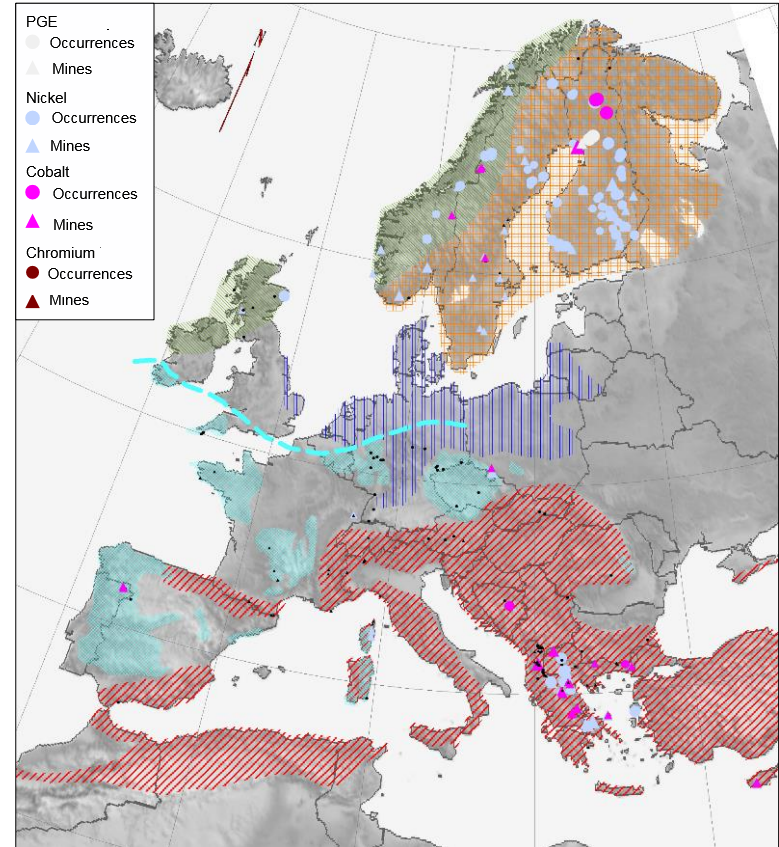 PGE
Occurrences
Mines
Nickel
Occurrences
Mines
Cobalt
Occurrences
Mines
Chromium
Occurrences
Mines